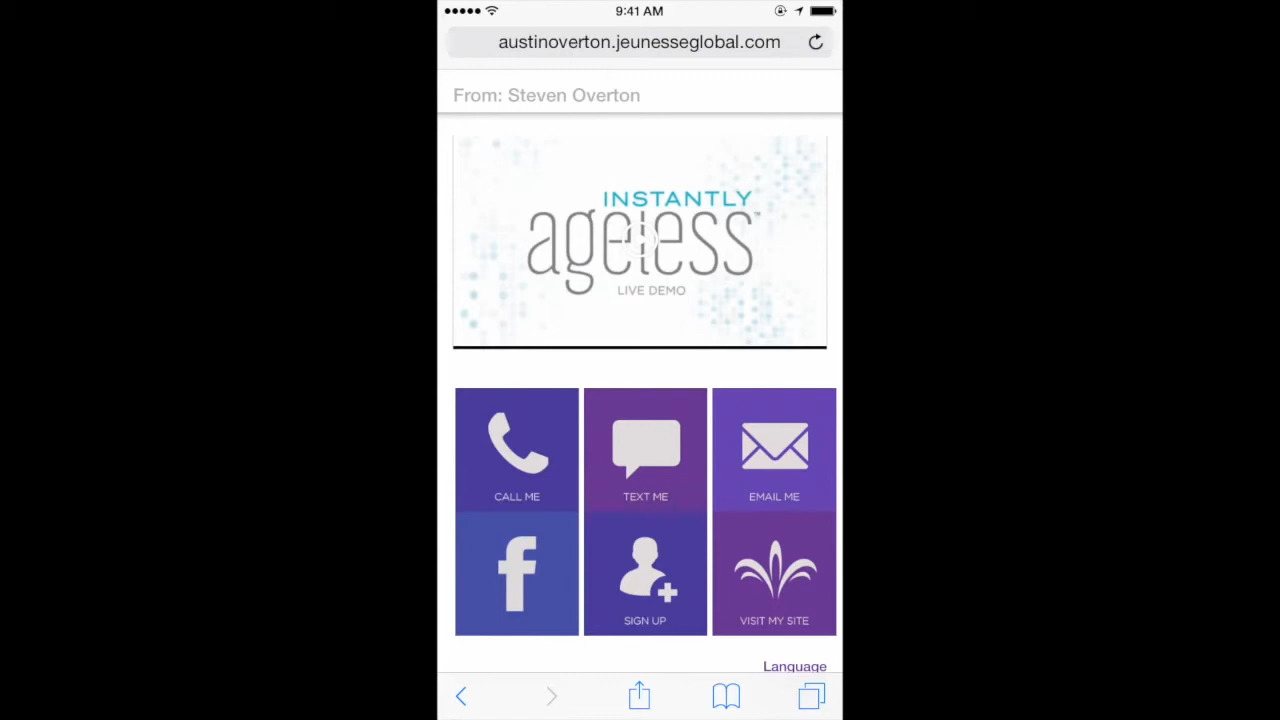 9:41 AM
austinoverton.jeunesseglobal.com
From: Steven Overton
INSTANTLY
ageless™
LIVE DEMO
CALL ME
TEXT ME
EMAIL ME
SIGN UP
VISIT MY SITE
Language